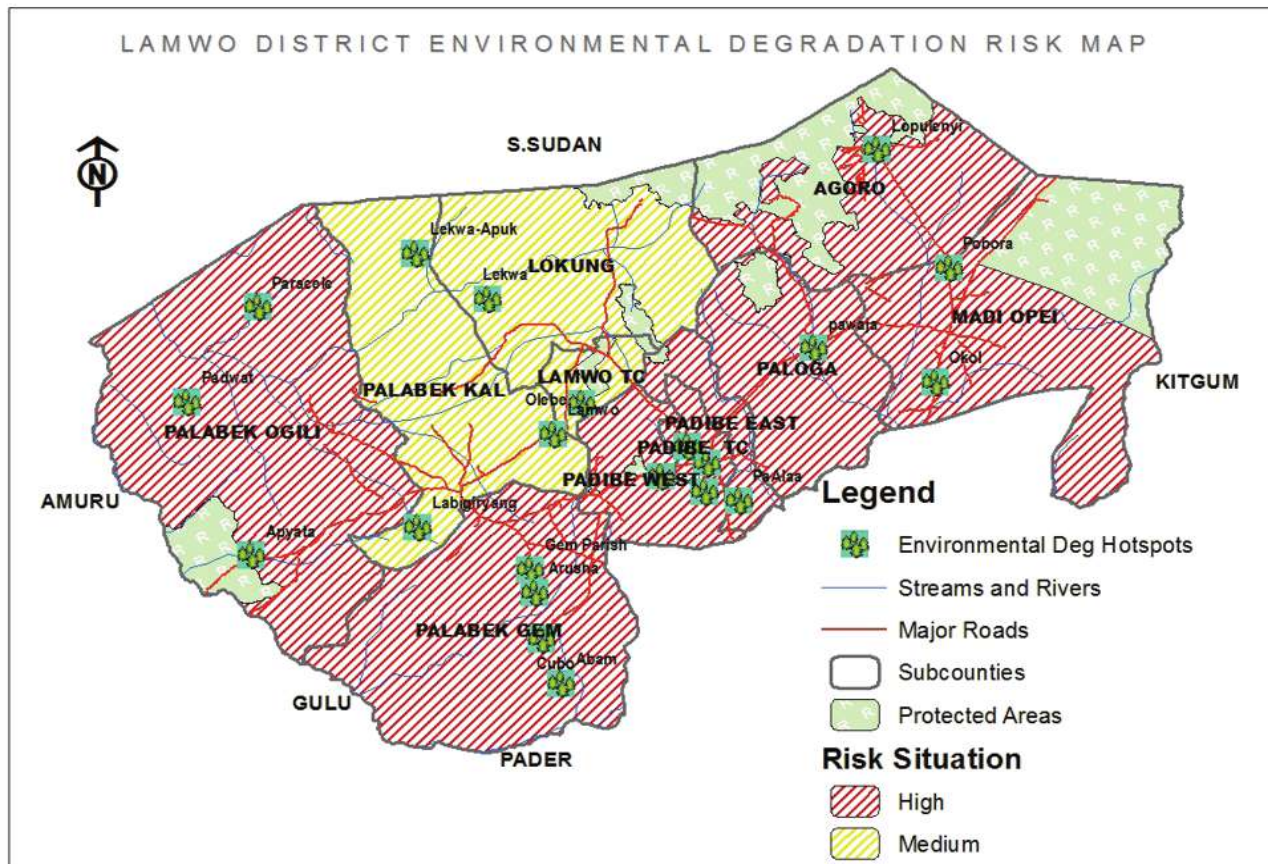 LAMWO DISTRICT ENVIRONMENTAL DEGRADATION RISK MAP
N
S.SUDAN
Lopulenyi
AGORO
Lekwa-Apuk
Pobora
LOKUNG
Lekwa
Paracele
MADI OPEI
pawaja
PALOGA
Okol
KITGUM
LAMWO TC
PALABEK KAL
Padwat
Olebe
Lamwo
PADIBE EAST
PALABEK OGILI
PADIBE TC
PADIBE WEST
PaAlaa
AMURU
Labigiryang
Apyata
Gem Parish
Arusha
PALABEK GEM
Cubo
Abam
GULU
PADER
Legend
Environmental Deg Hotspots
Streams and Rivers
Major Roads
Subcounties
Protected Areas
Risk Situation
High
Medium